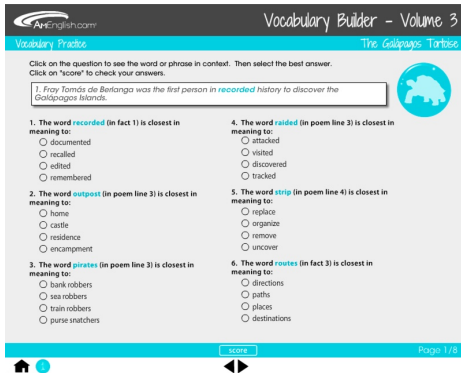 AmEnglish.com
Vocabulary Builder - Volume 3
Vocabulary Practice
The Galápagos Tortoise
Click on the question to see the word or phrase in context. Then select the best answer.
Click on "score" to check your answers.
1. Fray Tomás de Berlanga was the first person in recorded history to discover the
Galápagos Islands.
1. The word recorded (in fact 1) is closest in
meaning to:
documented
recalled
edited
remembered
2. The word outpost (in poem line 3) is closest in
meaning to:
home
castle
residence
encampment
3. The word pirates (in poem line 3) is closest in
meaning to:
bank robbers
sea robbers
train robbers
purse snatchers
4. The word raided (in poem line 3) is closest in
meaning to:
attacked
visited
discovered
tracked
5. The word strip (in poem line 4) is closest in
meaning to:
replace
organize
remove
uncover
6. The word routes (in fact 3) is closest in
meaning to:
directions
paths
places
destinations
score
Page 1/8